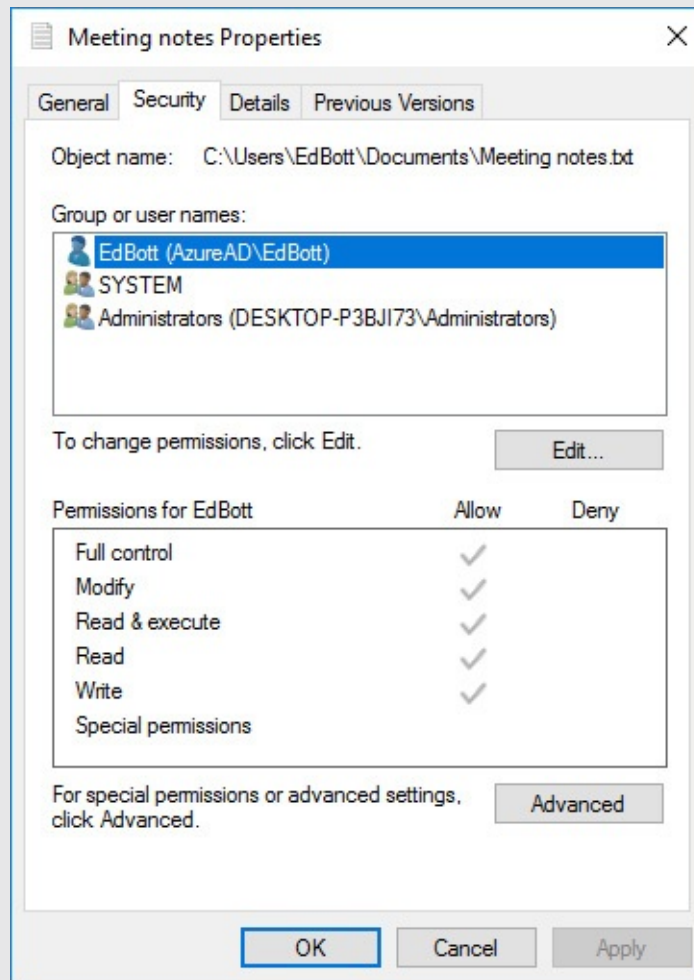 Meeting notes Properties
General Security Details Previous Versions
Object name: C:\Users\EdBott\Documents\Meeting notes.txt
Group or user names:
EdBott (AzureAD\EdBott)
SYSTEM
Administrators (DESKTOP-P3BJI73\Administrators)
To change permissions, click Edit.
Edit...
Permissions for EdBott Allow Deny
Full control
Modify
Read & execute
Read
Write
Special permissions
For special permissions or advanced settings,
click Advanced.
Advanced
OK Cancel Apply